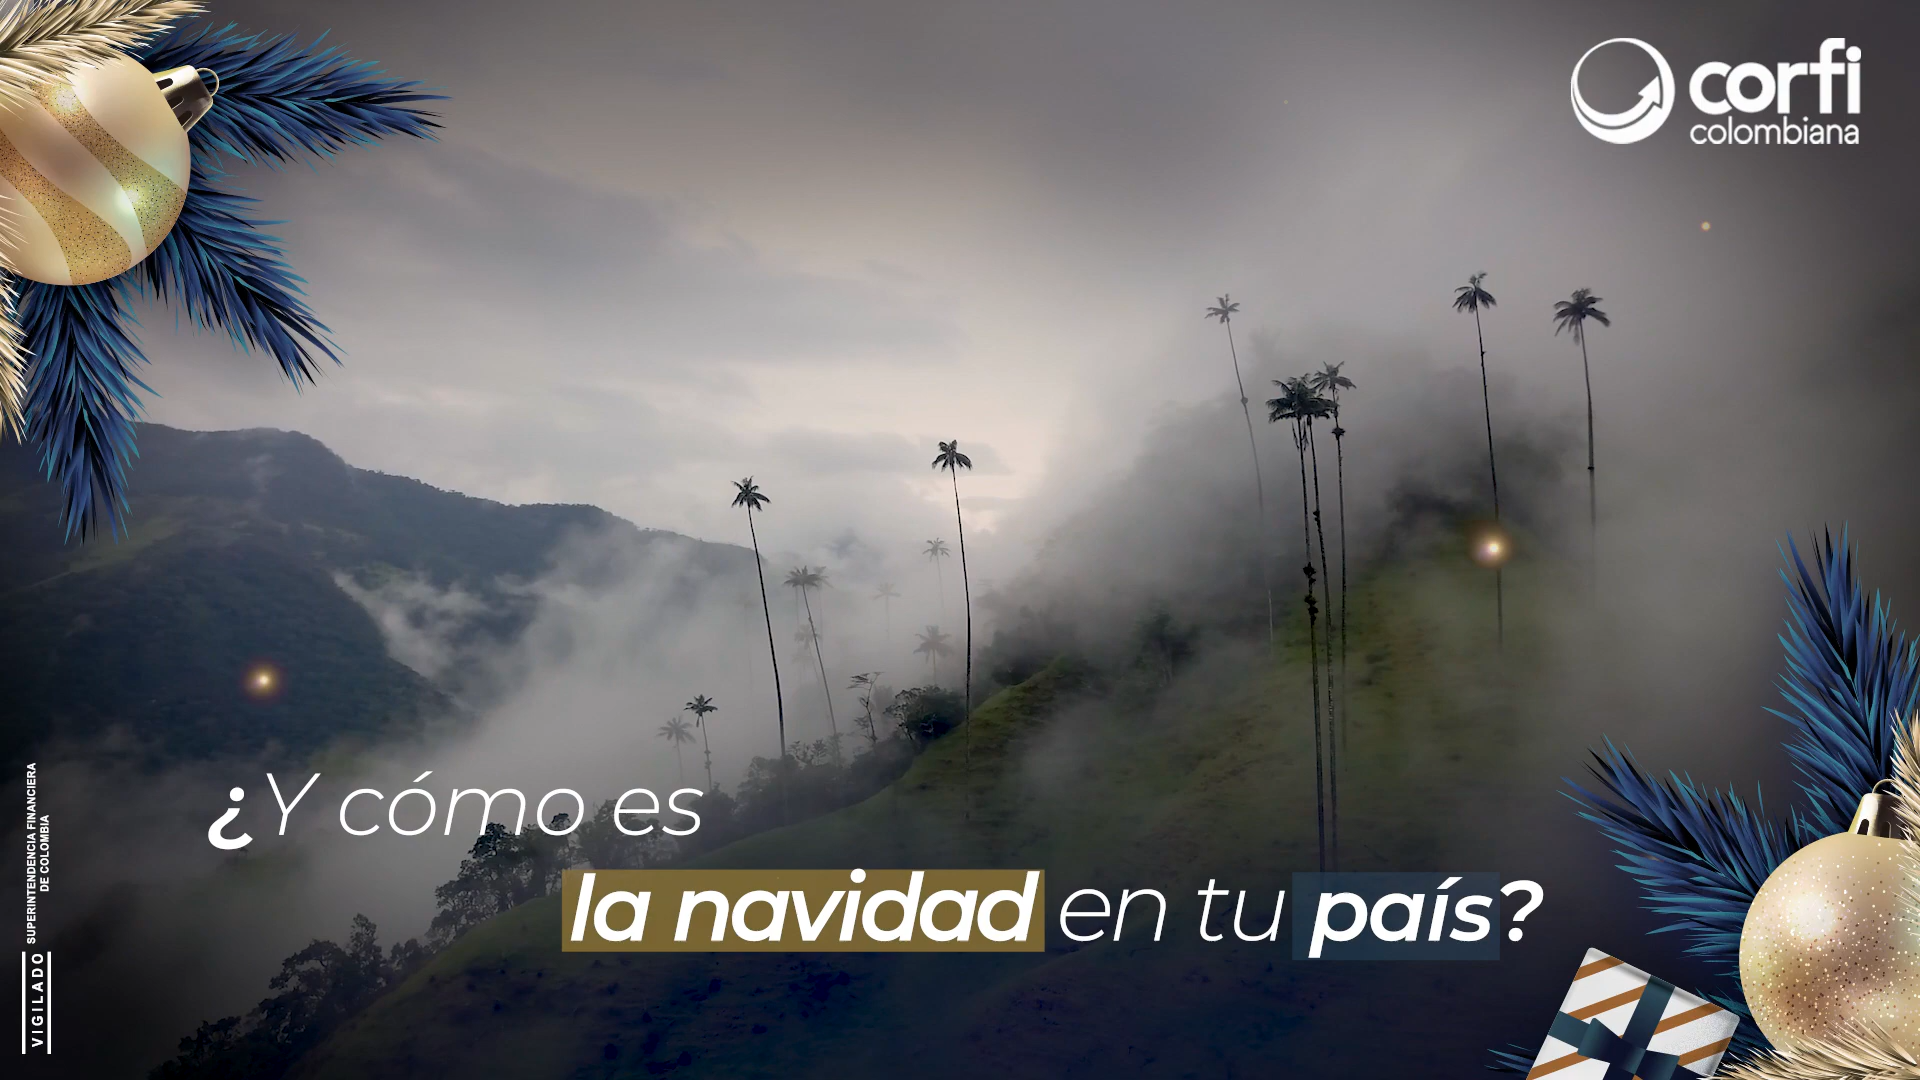 corfi
colombiana
¿Y cómo es
la navidad en tu país?
VIGILADO SUPERINTENDENCIA FINANCIERA
DE COLOMBIA